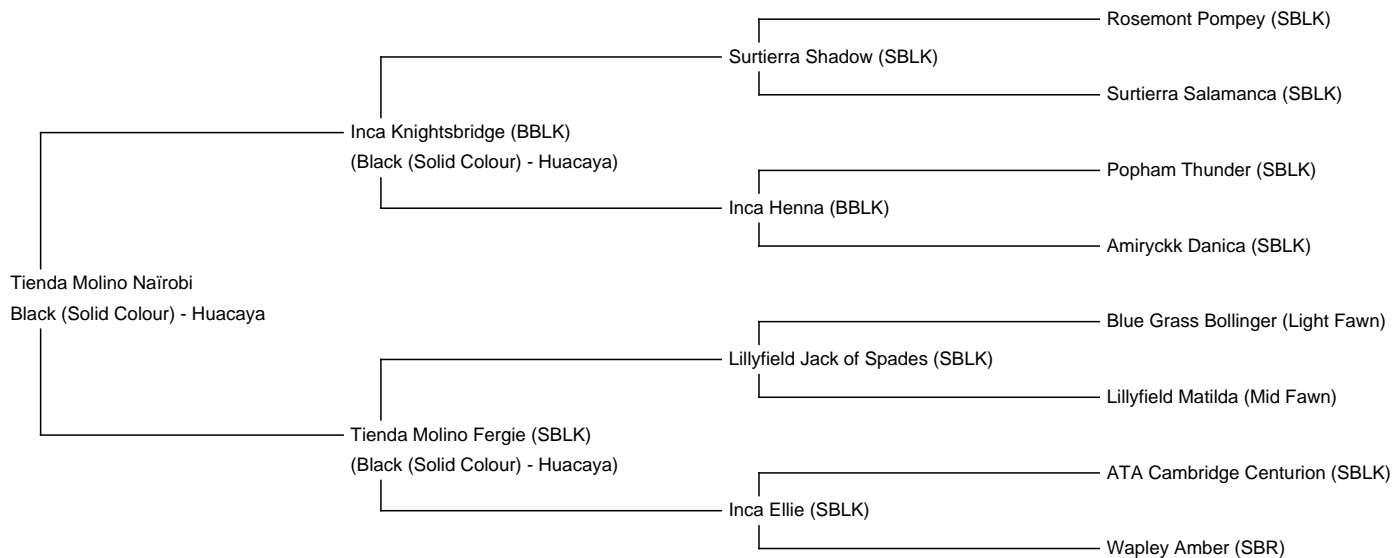 Rosemont Pompey (SBLK)
Surtierra Shadow (SBLK)
Surtierra Salamanca (SBLK)
Inca Knightsbridge (BBLK)
(Black (Solid Colour) - Huacaya)
Popham Thunder (SBLK)
Inca Henna (BBLK)
Amiryckk Danica (SBLK)
Tienda Molino Naïrobi
Black (Solid Colour) - Huacaya
Blue Grass Bollinger (Light Fawn)
Lillyfield Jack of Spades (SBLK)
Lillyfield Matilda (Mid Fawn)
Tienda Molino Fergie (SBLK)
(Black (Solid Colour) - Huacaya)
ATA Cambridge Centurion (SBLK)
Inca Ellie (SBLK)
Wapley Amber (SBR)